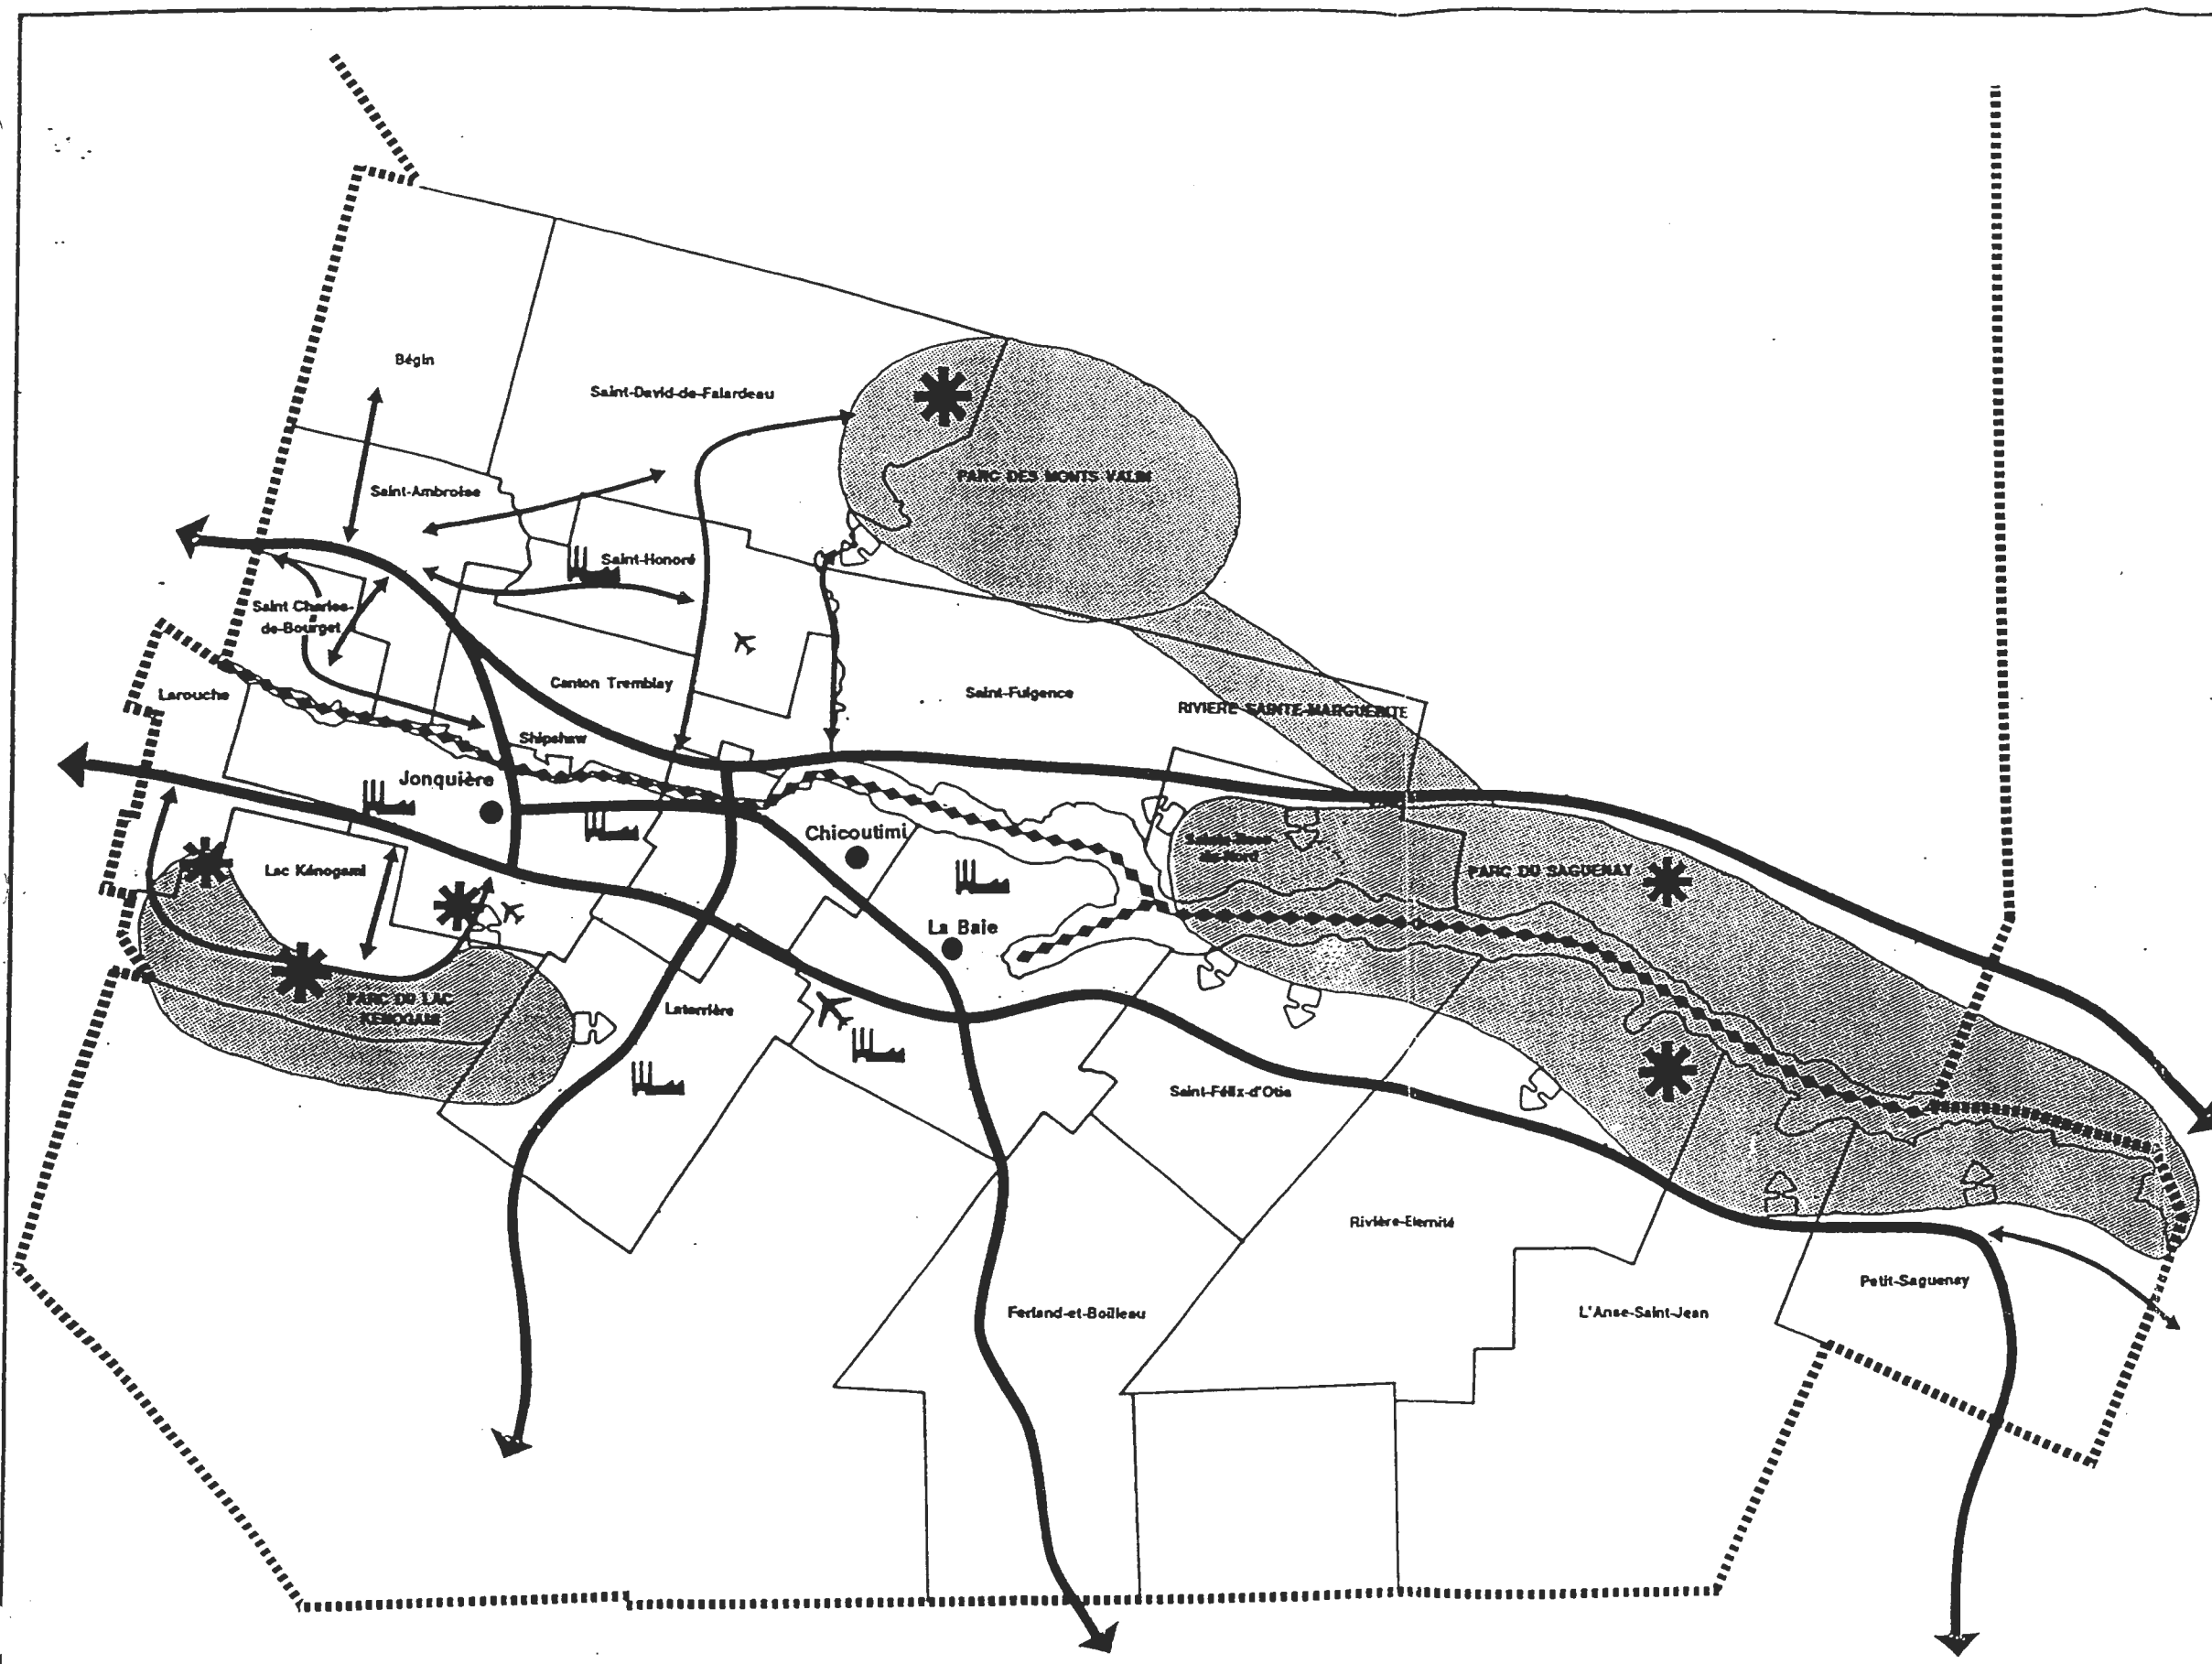 Bégin
Saint-David-de-Falardeau
PARC DES MONTS VALIN
Saint-Ambroise
Saint-Honoré
Saint Charles-
de-Bourget
Larouche
Canton Tremblay
Saint-Fulgence
RIVIERE SAINTE-MARGUERITE
Shipshaw
Jonquière
Chicoutimi
Lac Kénogami
PARC DU SAGUENAY
La Baie
PARC DU LAC
KENOGAMI
Laterrière
Saint-Félix-d'Otis
Rivière-Eternité
Petit-Saguenay
Ferland-et-Boilleau
L'Anse-Saint-Jean